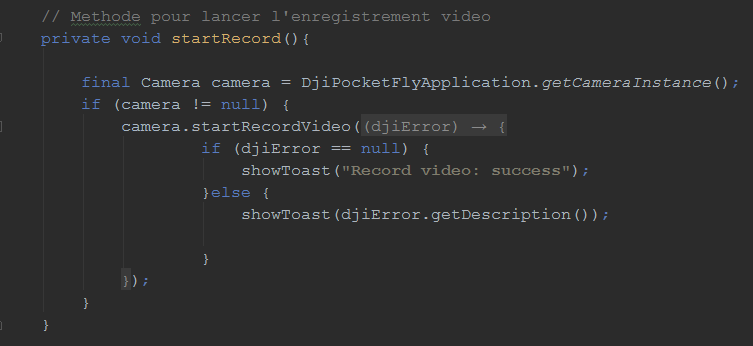 // Methode pour lancer l'enregistrement video
private void startRecord(){
final Camera camera = DjiPocketFlyApplication.getCameraInstance();
if (camera != null) {
camera.startRecordVideo((djiError) → {
if (djiError == null) {
showToast("Record video: success");
}else {
showToast(djiError.getDescription());
}
});
}
}